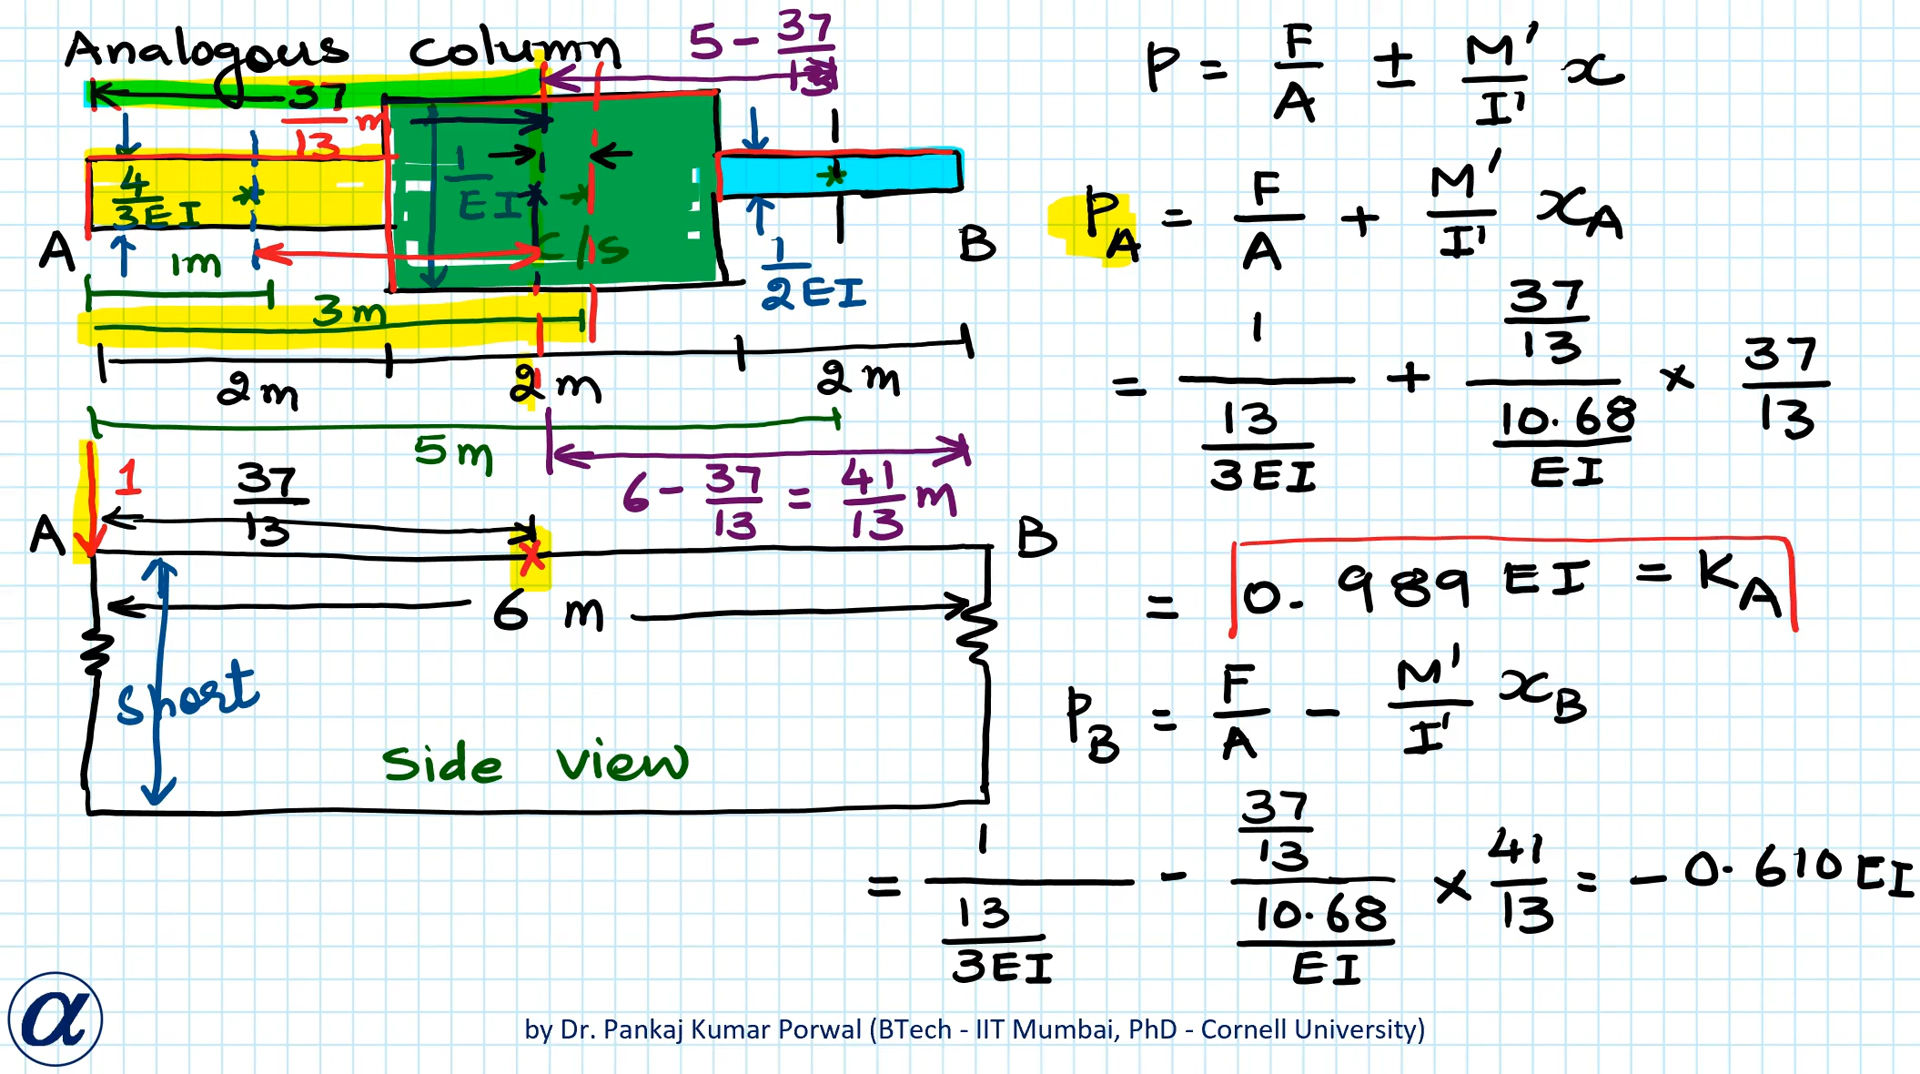 Analogous column
5 - 37/13
37/13 m
4/3EI
1/EI
C/S
A
B
1m
1/2EI
3m
2m 2m 2m
5m
6 - 37/13 = 41/13 m
1
37/13
A
B
6 m
Short
Side view
P = F/A ± M'/I' x
P_A = F/A + M'/I' x_A
= 1/(13/3EI) + (37/13)/(10.68/EI) × 37/13
= 0.989 EI = K_A
P_B = F/A - M'/I' x_B
= 1/(13/3EI) - (37/13)/(10.68/EI) × 41/13 = -0.610 EI
α
by Dr. Pankaj Kumar Porwal (BTech - IIT Mumbai, PhD - Cornell University)